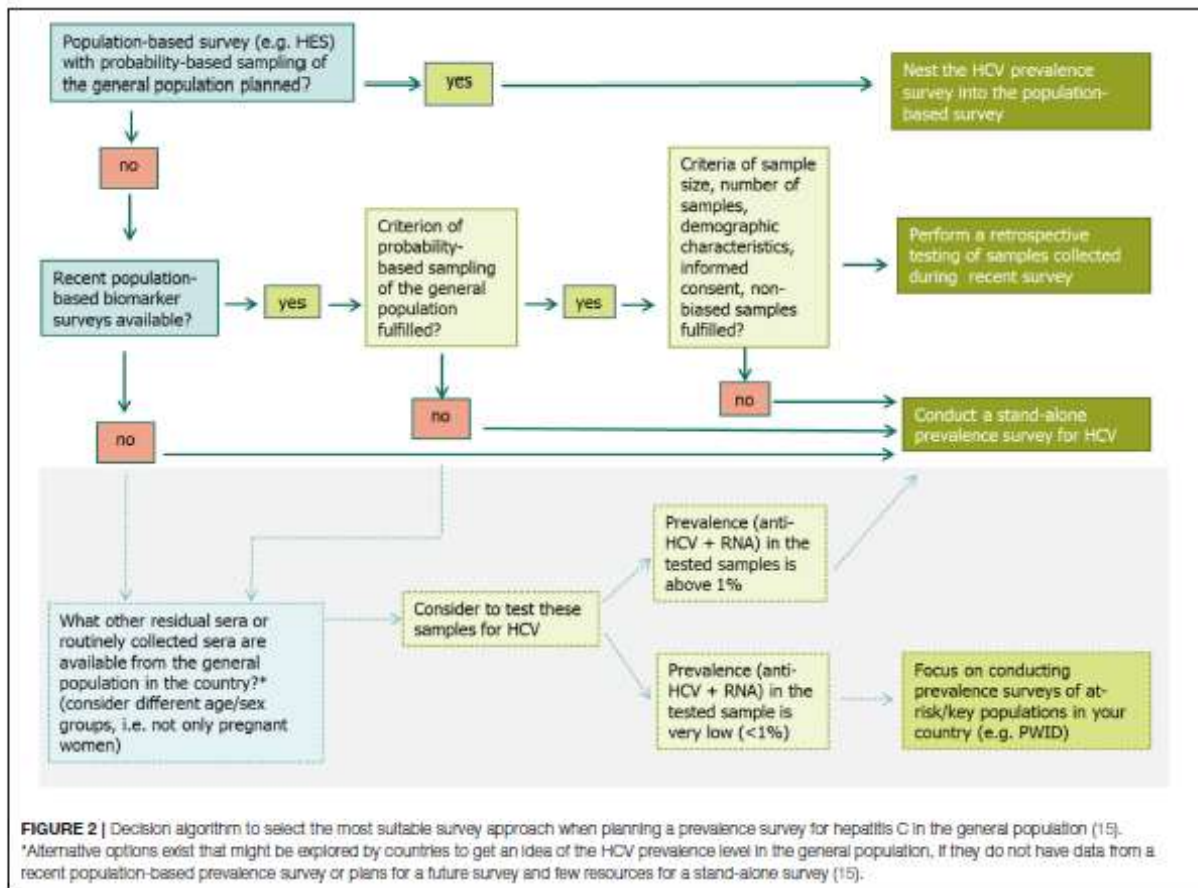 Population-based survey (e.g. HES)
with probability-based sampling of
the general population planned?
yes
Nest the HCV prevalence
survey into the population-
based survey
no
Recent population-
based biomarker
surveys available?
yes
Criterion of
probability-
based sampling
of the general
population
fulfilled?
yes
Criteria of sample
size, number of
samples,
demographic
characteristics,
informed
consent, non-
biased samples
fulfilled?
Perform a retrospective
testing of samples collected
during recent survey
no
no
no
Conduct a stand-alone
prevalence survey for HCV
What other residual sera or
routinely collected sera are
available from the general
population in the country?*
(consider different age/sex
groups, i.e. not only pregnant
women)
Consider to test these
samples for HCV
Prevalence (anti-
HCV + RNA) in the
tested samples is
above 1%
Prevalence (anti-
HCV + RNA) in the
tested sample is
very low (<1%)
Focus on conducting
prevalence surveys of at-
risk/key populations in your
country (e.g. PWID)
FIGURE 2 | Decision algorithm to select the most suitable survey approach when planning a prevalence survey for hepatitis C in the general population (15).
*Alternative options exist that might be explored by countries to get an idea of the HCV prevalence level in the general population, if they do not have data from a
recent population-based prevalence survey or plans for a future survey and few resources for a stand-alone survey (15).